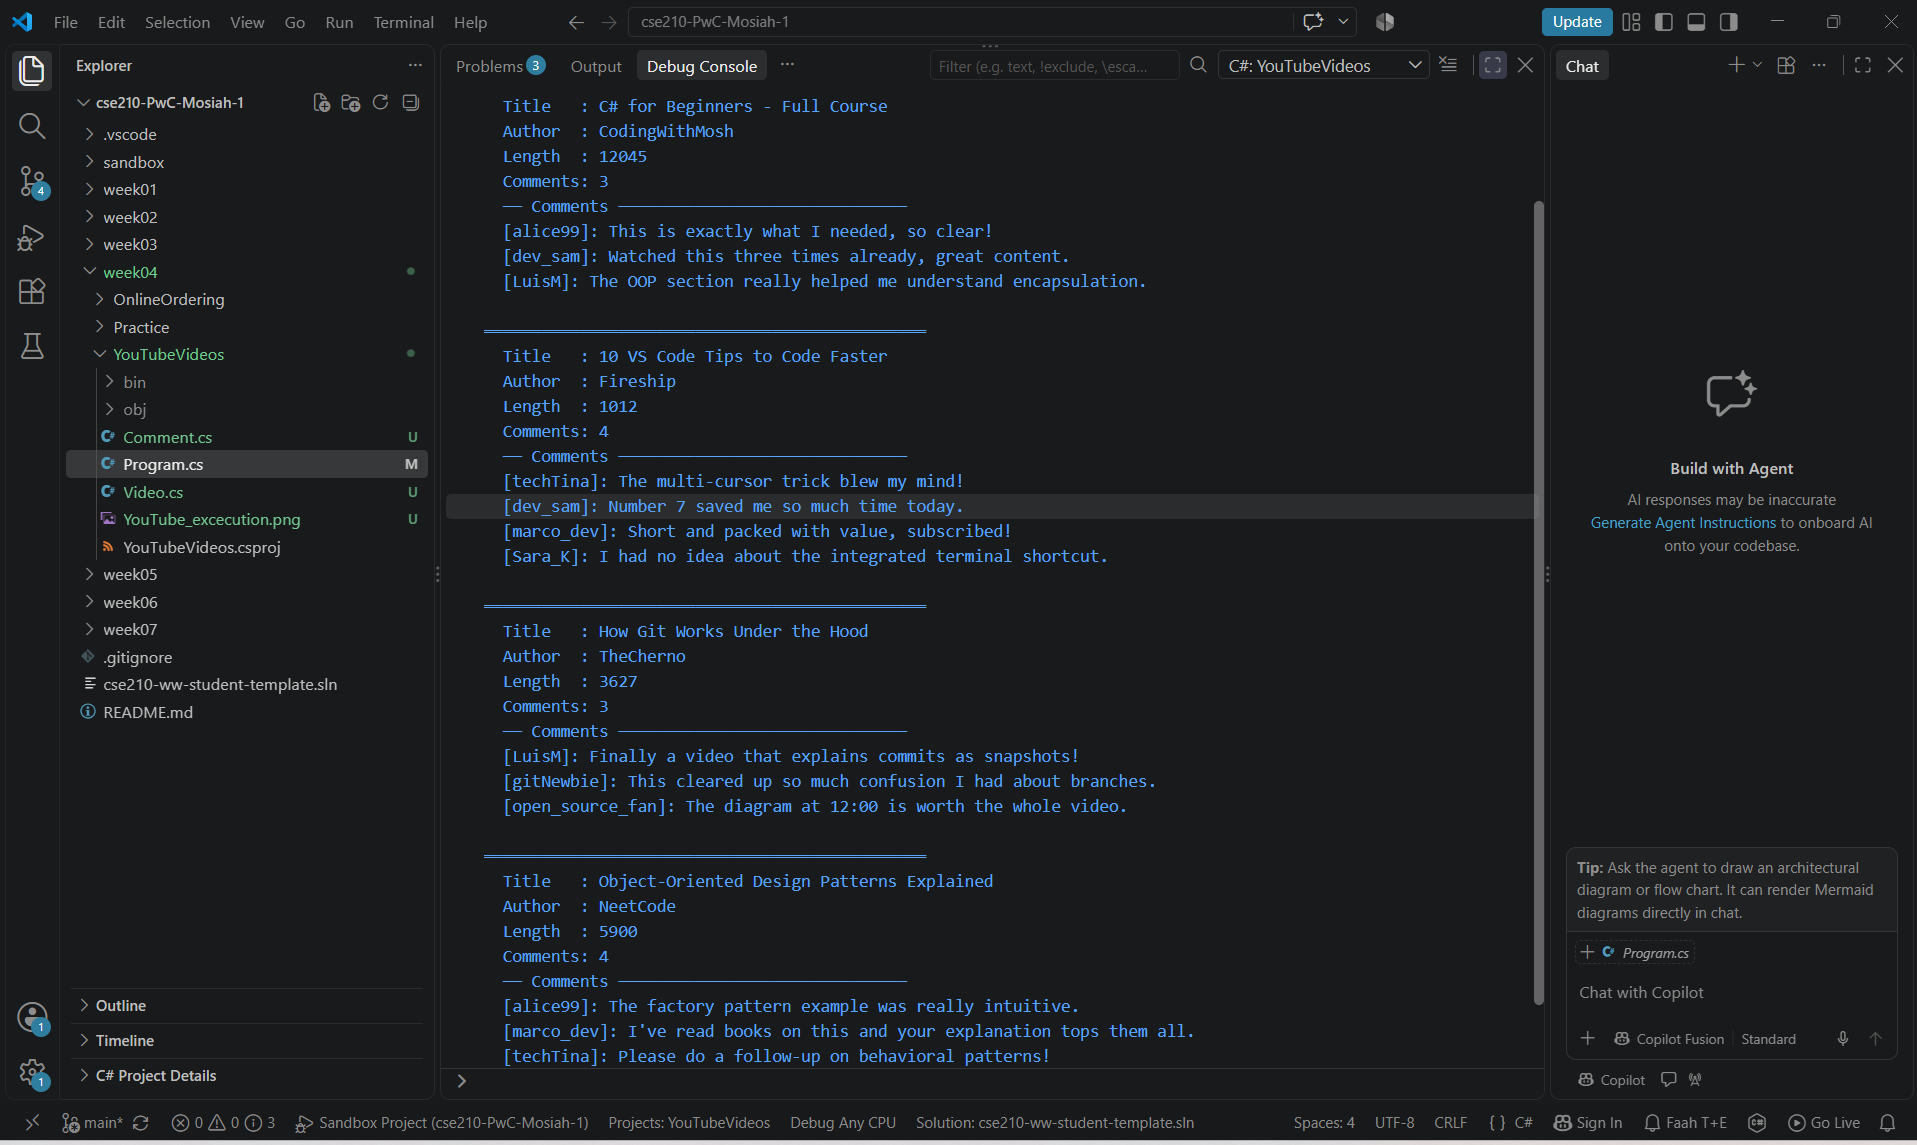 File Edit Selection View Go Run Terminal Help
cse210-PwC-Mosiah-1
Update
Explorer
cse210-PwC-Mosiah-1
.vscode
sandbox
week01
week02
week03
week04
OnlineOrdering
Practice
YouTubeVideos
bin
obj
Comment.cs U
Program.cs M
Video.cs U
YouTube_excecution.png U
YouTubeVideos.csproj
week05
week06
week07
.gitignore
cse210-ww-student-template.sln
README.md
4
1
1
Outline
Timeline
C# Project Details
Problems 3 Output Debug Console
Filter (e.g. text, !exclude, \esca...
C#: YouTubeVideos
Title : C# for Beginners - Full Course
Author : CodingWithMosh
Length : 12045
Comments: 3
── Comments ──────────────────────────────
[alice99]: This is exactly what I needed, so clear!
[dev_sam]: Watched this three times already, great content.
[LuisM]: The OOP section really helped me understand encapsulation.
══════════════════════════════════════════════
Title : 10 VS Code Tips to Code Faster
Author : Fireship
Length : 1012
Comments: 4
── Comments ──────────────────────────────
[techTina]: The multi-cursor trick blew my mind!
[dev_sam]: Number 7 saved me so much time today.
[marco_dev]: Short and packed with value, subscribed!
[Sara_K]: I had no idea about the integrated terminal shortcut.
══════════════════════════════════════════════
Title : How Git Works Under the Hood
Author : TheCherno
Length : 3627
Comments: 3
── Comments ──────────────────────────────
[LuisM]: Finally a video that explains commits as snapshots!
[gitNewbie]: This cleared up so much confusion I had about branches.
[open_source_fan]: The diagram at 12:00 is worth the whole video.
══════════════════════════════════════════════
Title : Object-Oriented Design Patterns Explained
Author : NeetCode
Length : 5900
Comments: 4
── Comments ──────────────────────────────
[alice99]: The factory pattern example was really intuitive.
[marco_dev]: I've read books on this and your explanation tops them all.
[techTina]: Please do a follow-up on behavioral patterns!
Chat
Build with Agent
AI responses may be inaccurate
Generate Agent Instructions to onboard AI
onto your codebase.
Tip: Ask the agent to draw an architectural
diagram or flow chart. It can render Mermaid
diagrams directly in chat.
Program.cs
Chat with Copilot
Copilot Fusion Standard
Copilot
main* 0 0 3 Sandbox Project (cse210-PwC-Mosiah-1) Projects: YouTubeVideos Debug Any CPU Solution: cse210-ww-student-template.sln Spaces: 4 UTF-8 CRLF { } C# Sign In Faah T+E Go Live